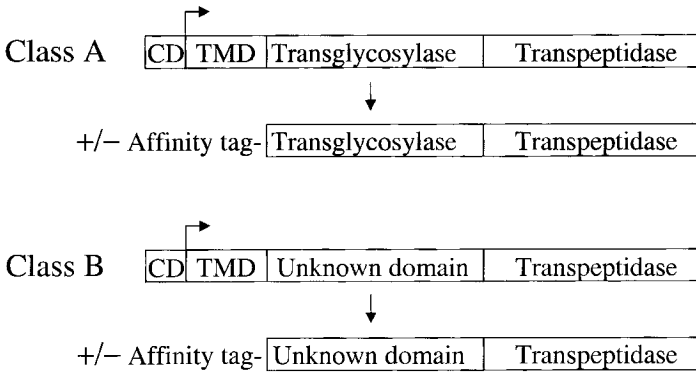 Class A CD TMD Transglycosylase Transpeptidase
+/− Affinity tag- Transglycosylase Transpeptidase
Class B CD TMD Unknown domain Transpeptidase
+/− Affinity tag- Unknown domain Transpeptidase